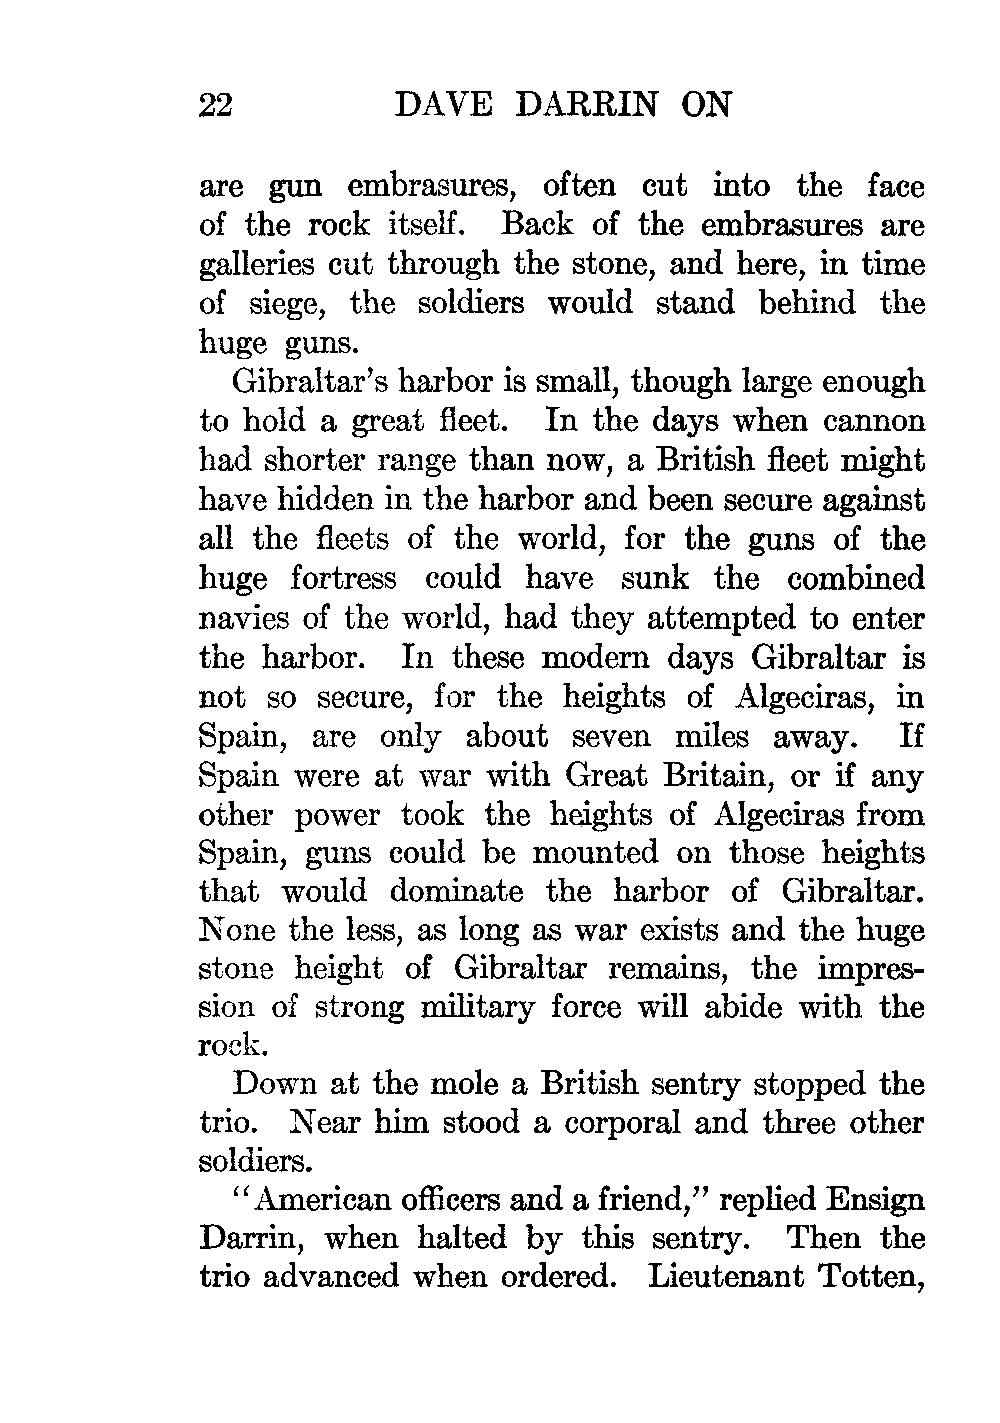 22 DAVE DARRIN ON
are gun embrasures, often cut into the face
of the rock itself. Back of the embrasures are
galleries cut through the stone, and here, in time
of siege, the soldiers would stand behind the
huge guns.
Gibraltar's harbor is small, though large enough
to hold a great fleet. In the days when cannon
had shorter range than now, a British fleet might
have hidden in the harbor and been secure against
all the fleets of the world, for the guns of the
huge fortress could have sunk the combined
navies of the world, had they attempted to enter
the harbor. In these modern days Gibraltar is
not so secure, for the heights of Algeciras, in
Spain, are only about seven miles away. If
Spain were at war with Great Britain, or if any
other power took the heights of Algeciras from
Spain, guns could be mounted on those heights
that would dominate the harbor of Gibraltar.
None the less, as long as war exists and the huge
stone height of Gibraltar remains, the impres-
sion of strong military force will abide with the
rock.
Down at the mole a British sentry stopped the
trio. Near him stood a corporal and three other
soldiers.
"American officers and a friend," replied Ensign
Darrin, when halted by this sentry. Then the
trio advanced when ordered. Lieutenant Totten,